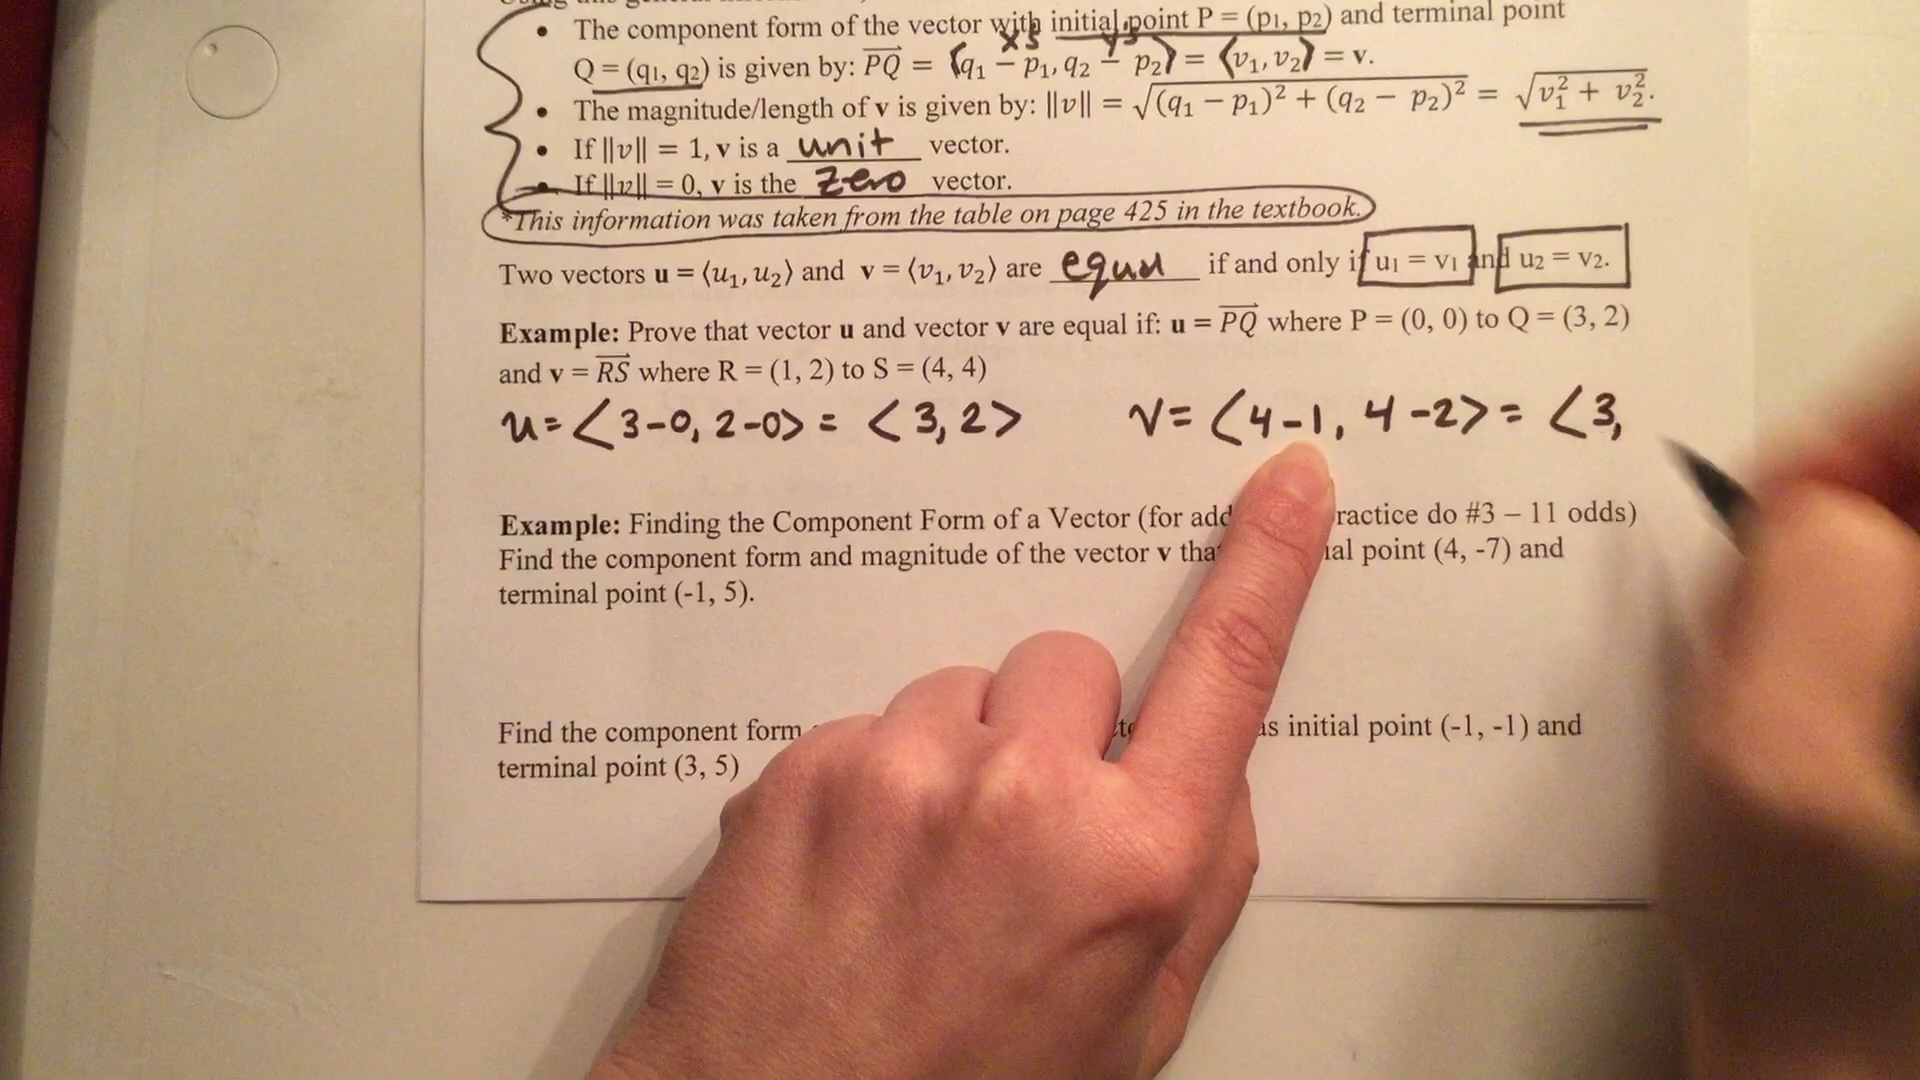 • The component form of the vector with initial point P = (p₁, p₂) and terminal point
xs ys
Q = (q₁, q₂) is given by: PQ⃗ = ⟨q₁ − p₁, q₂ − p₂⟩ = ⟨v₁, v₂⟩ = v.
• The magnitude/length of v is given by: ||v|| = √(q₁ − p₁)² + (q₂ − p₂)² = √v₁² + v₂².
• If ||v|| = 1, v is a unit vector.
• If ||v|| = 0, v is the zero vector.
*This information was taken from the table on page 425 in the textbook.
Two vectors u = ⟨u₁, u₂⟩ and v = ⟨v₁, v₂⟩ are equal if and only if u₁ = v₁ and u₂ = v₂.
Example: Prove that vector u and vector v are equal if: u = PQ⃗ where P = (0, 0) to Q = (3, 2)
and v = RS⃗ where R = (1, 2) to S = (4, 4)
u = ⟨3-0, 2-0⟩ = ⟨3, 2⟩ v = ⟨4-1, 4-2⟩ = ⟨3,
Example: Finding the Component Form of a Vector (for add ractice do #3 – 11 odds)
Find the component form and magnitude of the vector v tha ial point (4, -7) and
terminal point (-1, 5).
Find the component form as initial point (-1, -1) and
terminal point (3, 5)